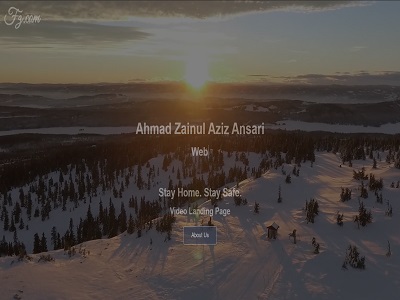 Fz.com
Ahmad Zainul Aziz Ansari
Web
Stay Home. Stay Safe.
Video Landing Page
About Us